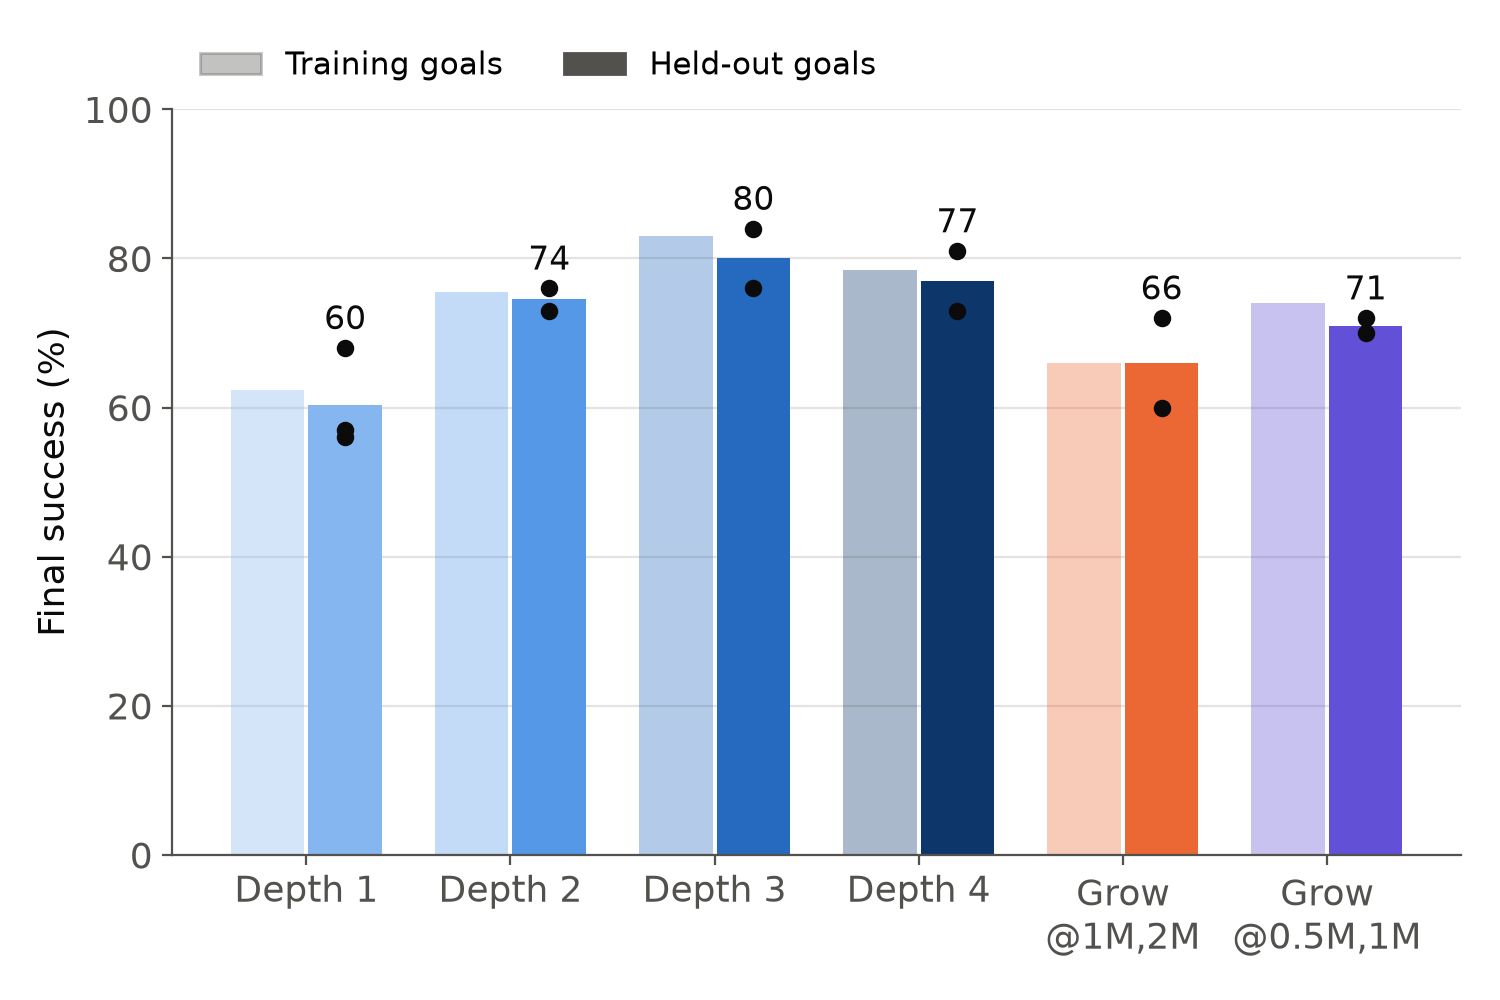 Training goals
Held-out goals
Final success (%)
100
80
60
40
20
0
60
74
80
77
66
71
Depth 1
Depth 2
Depth 3
Depth 4
Grow
@1M,2M
Grow
@0.5M,1M